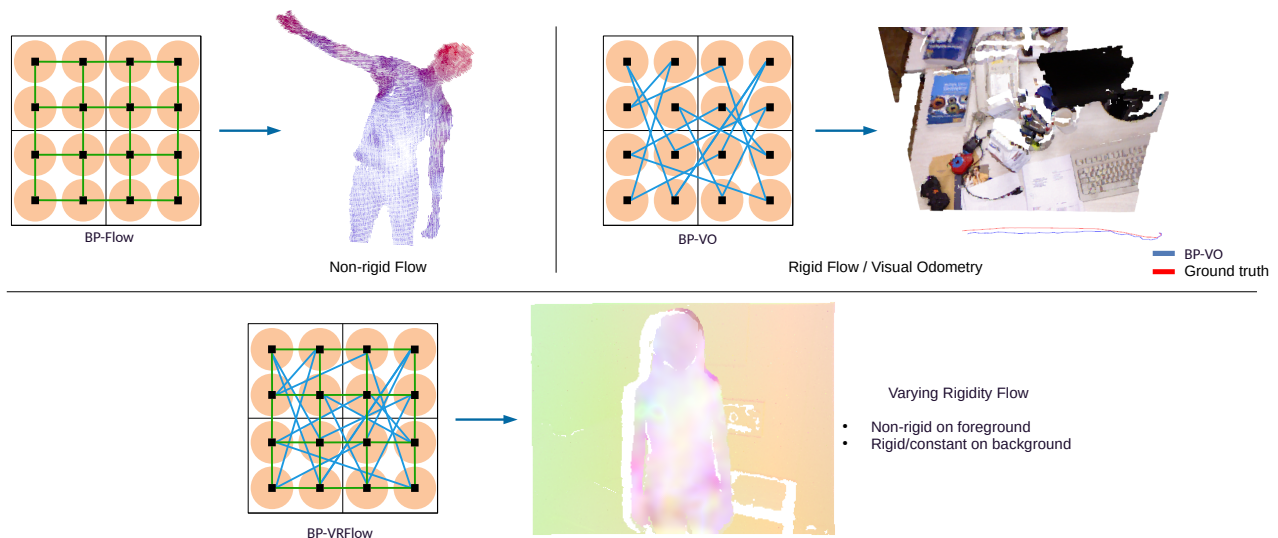 BP-Flow
Non-rigid Flow
BP-VO
Rigid Flow / Visual Odometry
BP-VO
Ground truth
BP-VRFlow
Varying Rigidity Flow
• Non-rigid on foreground
• Rigid/constant on background